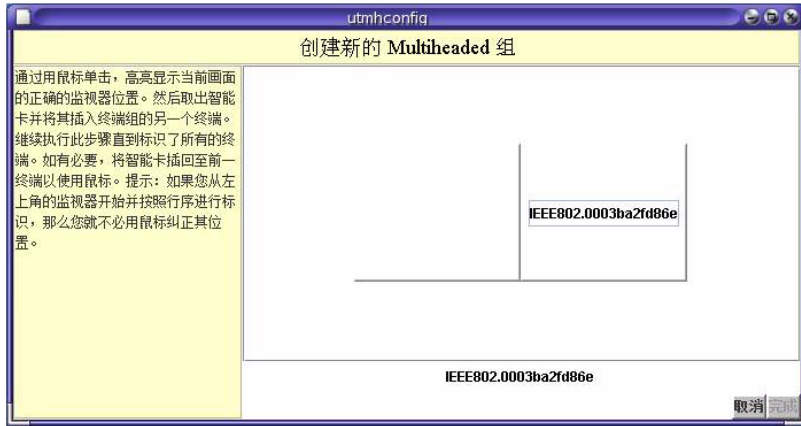 utmhconfig
创建新的 Multiheaded 组
通过用鼠标单击，高亮显示当前画面
的正确的监视器位置。然后取出智能
卡并将其插入终端组的另一个终端。
继续执行此步骤直到标识了所有的终
端。如有必要，将智能卡插回至前一
终端以使用鼠标。提示：如果您从左
上角的监视器开始并按照行序进行标
识，那么您就不必用鼠标纠正其位
置。
IEEE802.0003ba2fd86e
IEEE802.0003ba2fd86e
取消 完成